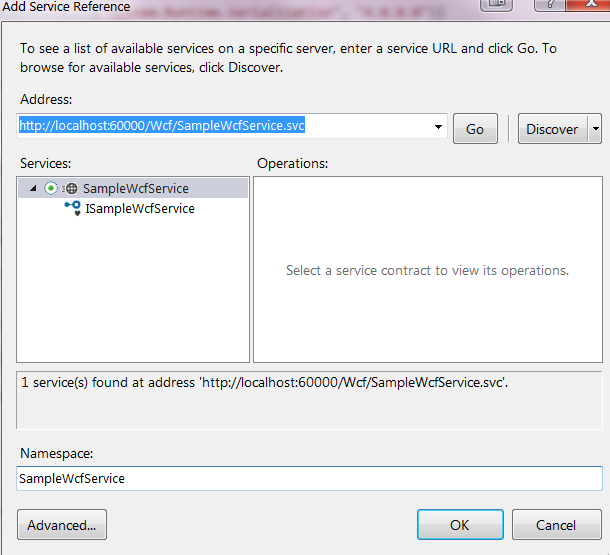 Add Service Reference
To see a list of available services on a specific server, enter a service URL and click Go. To
browse for available services, click Discover.
Address:
http://localhost:60000/Wcf/SampleWcfService.svc
Go
Discover
Services:
Operations:
SampleWcfService
ISampleWcfService
Select a service contract to view its operations.
1 service(s) found at address 'http://localhost:60000/Wcf/SampleWcfService.svc'.
Namespace:
SampleWcfService
Advanced...
OK
Cancel